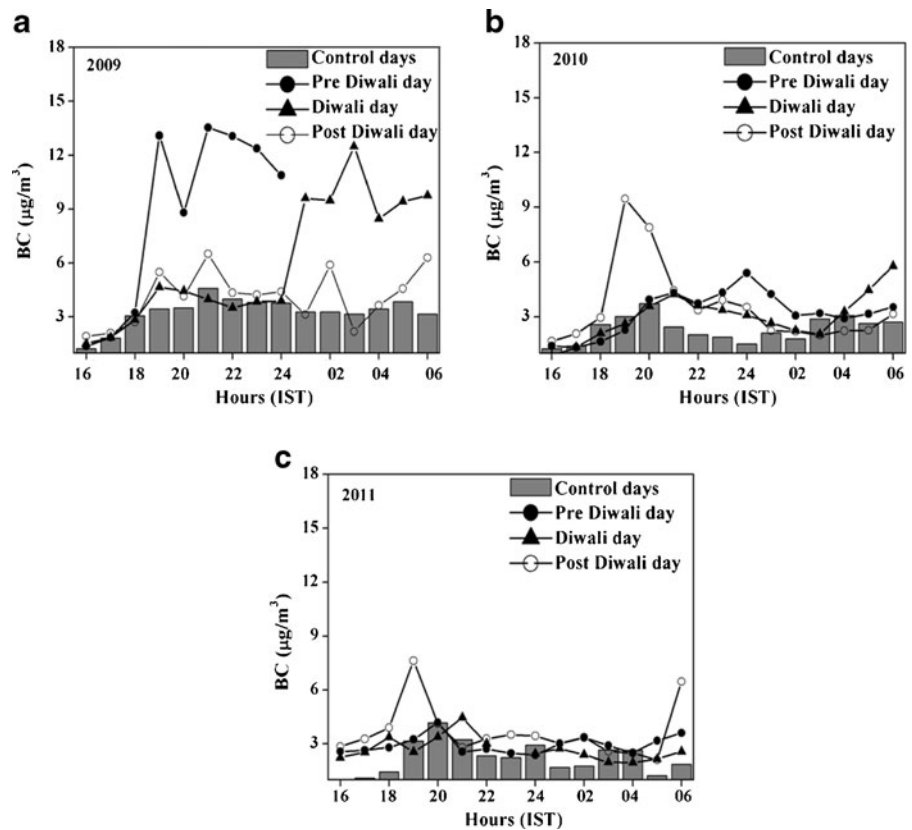 a
2009
Control days
Pre Diwali day
Diwali day
Post Diwali day
BC (µg/m³)
18
15
12
9
6
3
16 18 20 22 24 02 04 06
Hours (IST)
b
2010
Control days
Pre Diwali day
Diwali day
Post Diwali day
BC (µg/m³)
18
15
12
9
6
3
16 18 20 22 24 02 04 06
Hours (IST)
c
2011
Control days
Pre Diwali day
Diwali day
Post Diwali day
BC (µg/m³)
18
15
12
9
6
3
16 18 20 22 24 02 04 06
Hours (IST)